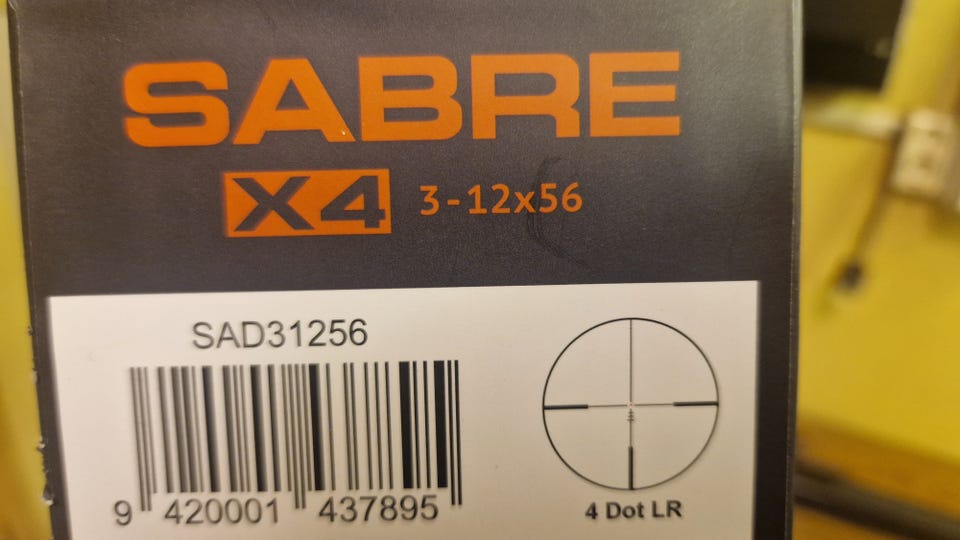 SABRE
X4 3-12x56
SAD31256
9 420001 437895
4 Dot LR